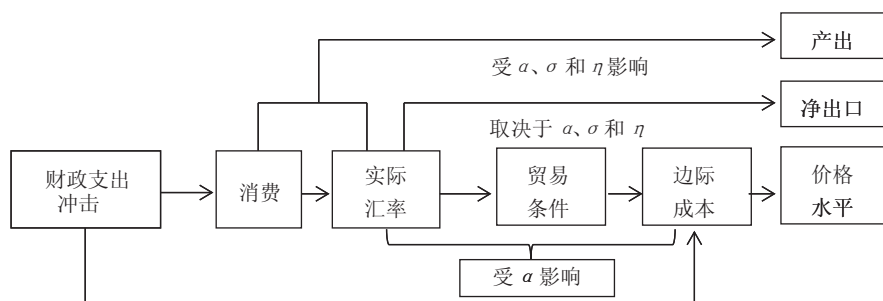 产出
受 α、σ 和 η 影响
净出口
取决于 α、σ 和 η
财政支出
冲击
消费
实际
汇率
贸易
条件
边际
成本
价格
水平
受 α 影响